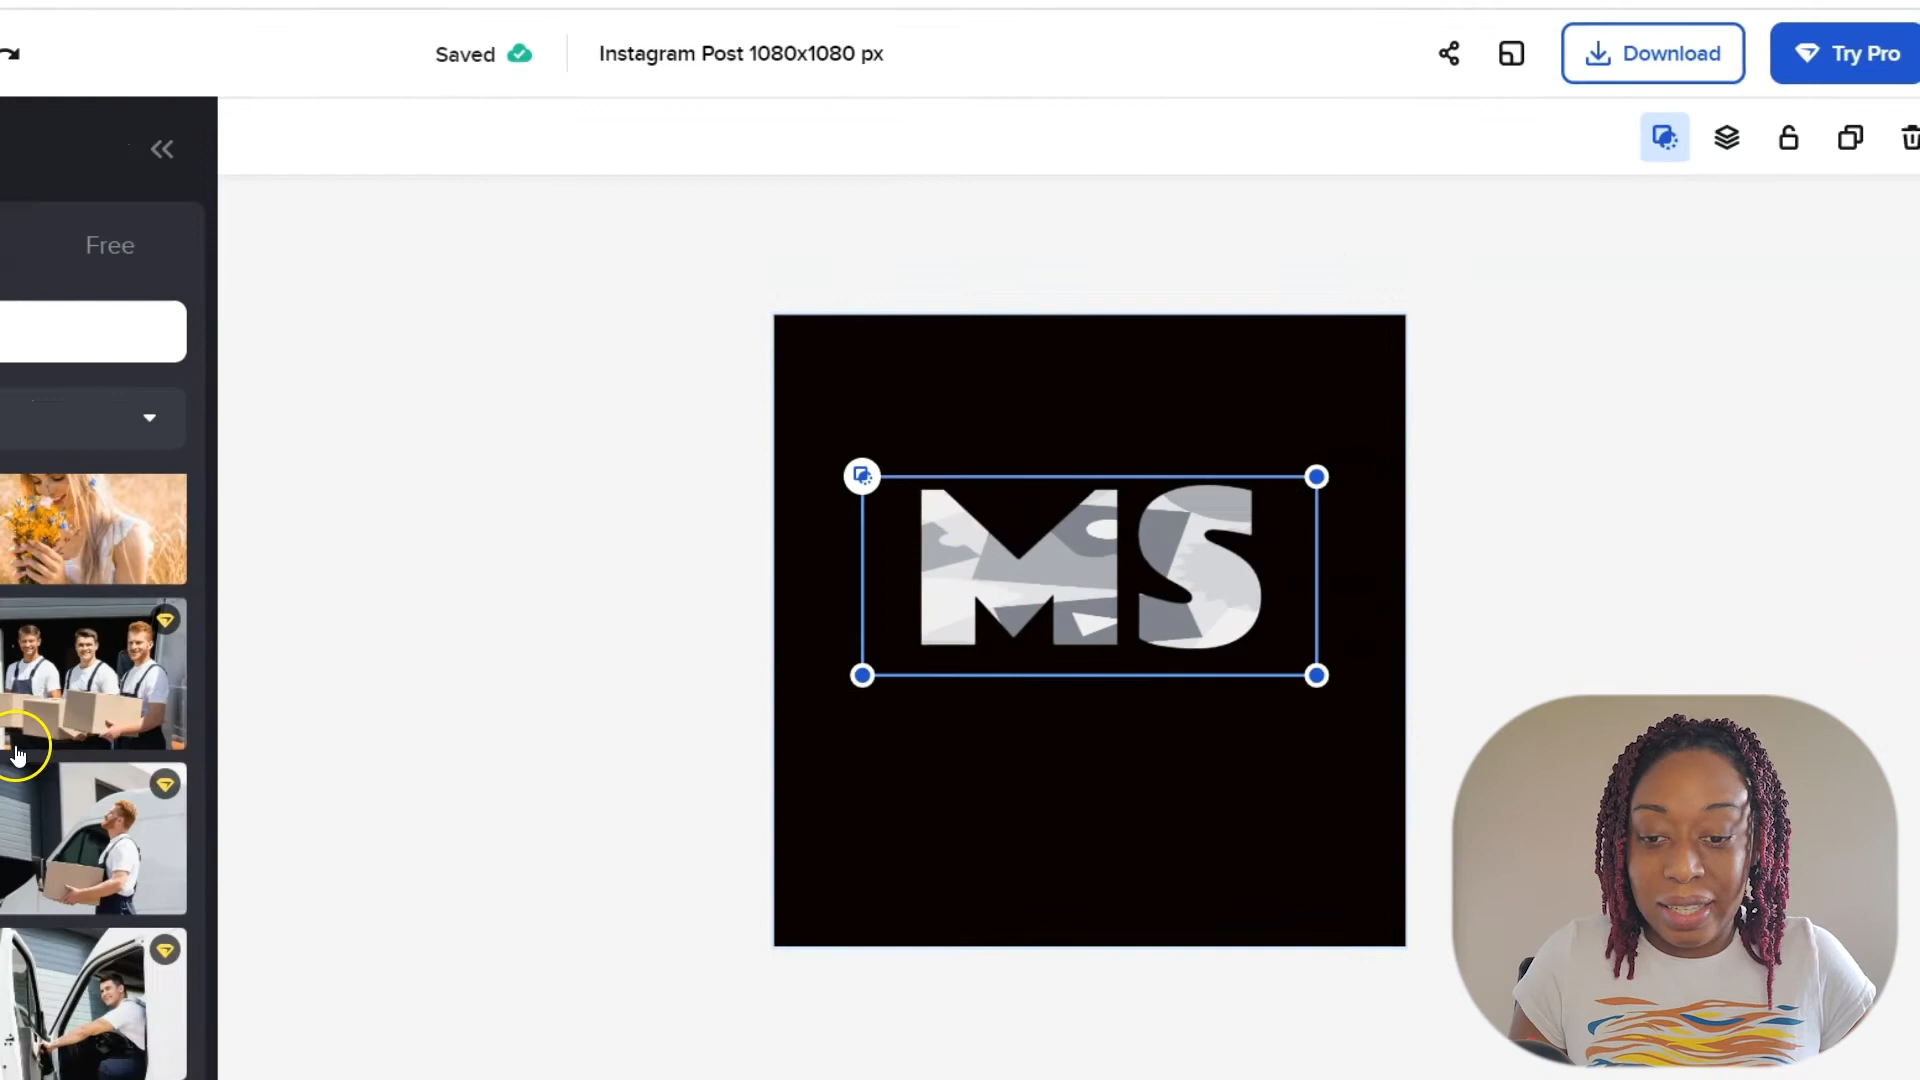 Saved
Instagram Post 1080x1080 px
Download
Try Pro
Free
MS